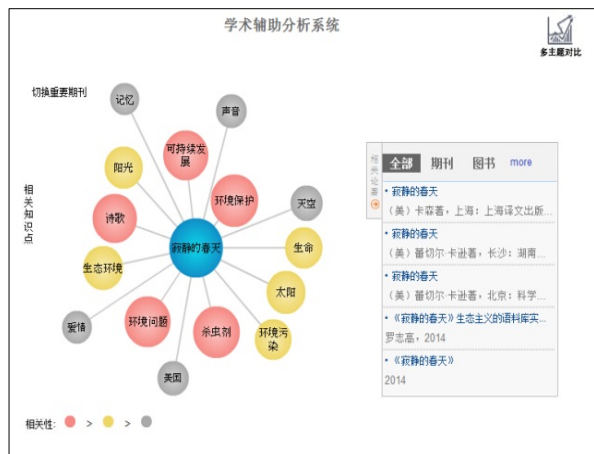 学术辅助分析系统
多主题对比
切换重要期刊
记忆
声音
可持续发
展
阳光
环境保护
诗歌
天空
寂静的春天
生命
生态环境
太阳
爱情
环境问题
杀虫剂
环境污
染
美国
相关知识点
相关性: > >
相关论著
全部 期刊 图书 more
• 寂静的春天
(美)卡森著,上海:上海译文出版...
• 寂静的春天
(美)蕾切尔·卡逊著,长沙:湖南...
• 寂静的春天
(美)蕾切尔·卡逊著,北京:科学...
• 《寂静的春天》生态主义的语料库实...
罗志高,2014
• 《寂静的春天》
2014